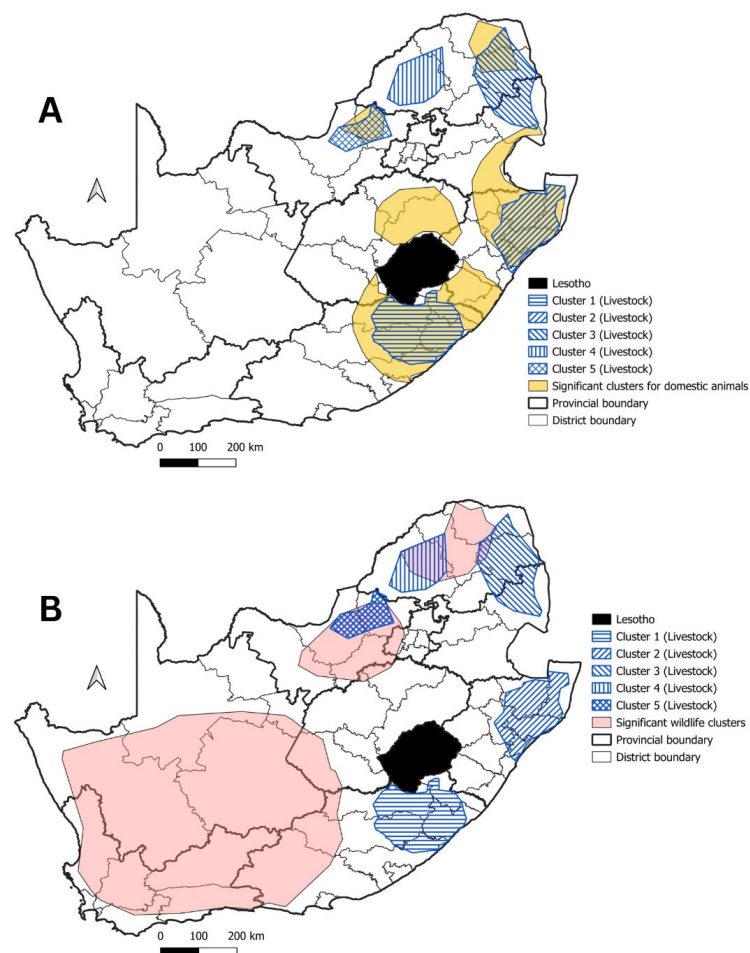 A
Lesotho
Cluster 1 (Livestock)
Cluster 2 (Livestock)
Cluster 3 (Livestock)
Cluster 4 (Livestock)
Cluster 5 (Livestock)
Significant clusters for domestic animals
Provincial boundary
District boundary
0 100 200 km
B
Lesotho
Cluster 1 (Livestock)
Cluster 2 (Livestock)
Cluster 3 (Livestock)
Cluster 4 (Livestock)
Cluster 5 (Livestock)
Significant wildlife clusters
Provincial boundary
District boundary
0 100 200 km